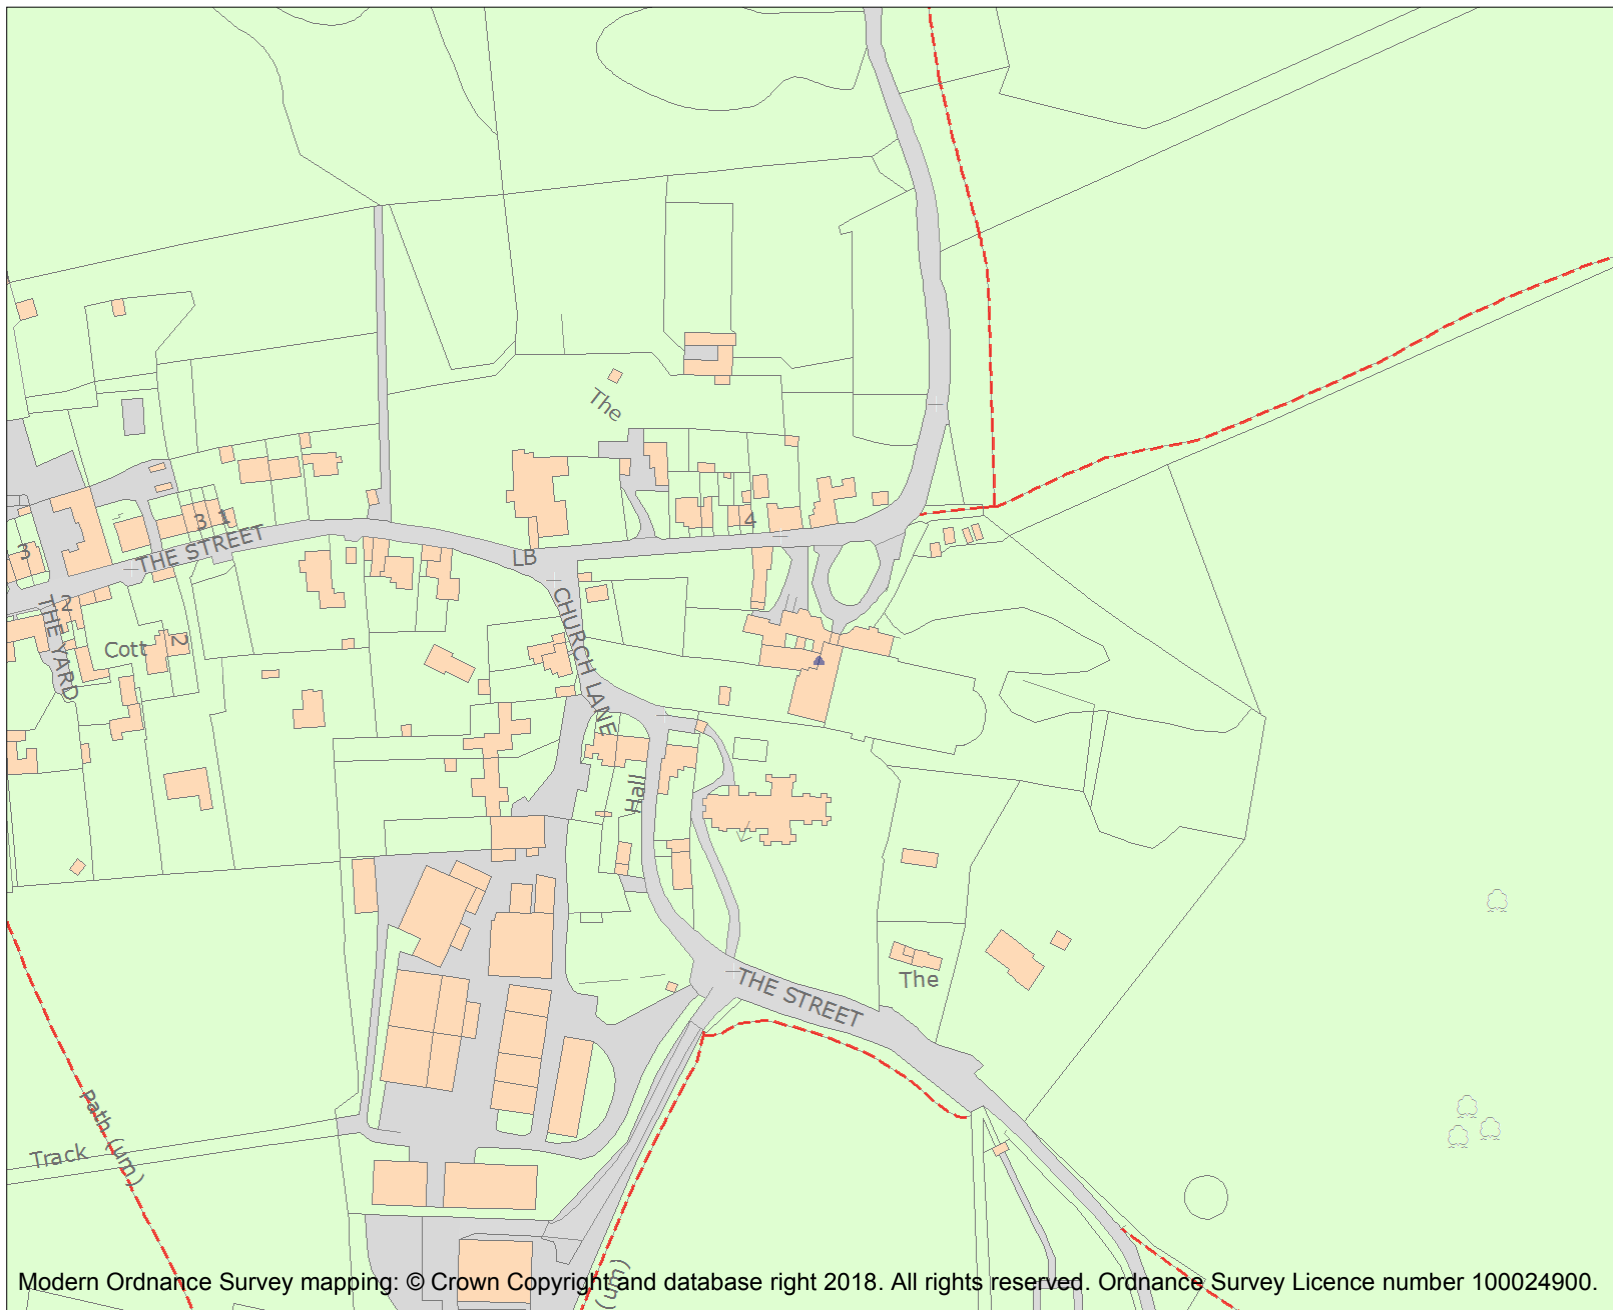 The
3 1
4
THE STREET
LB
3
2
THE YARD
Cott
2
CHURCH LANE
Hall
THE STREET
The
Path (um)
Track
(um)
Modern Ordnance Survey mapping: © Crown Copyright and database right 2018. All rights reserved. Ordnance Survey Licence number 100024900.